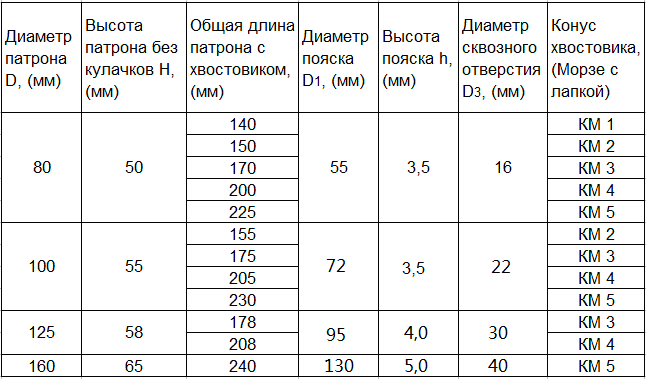 Диаметр патрона D, (мм) | Высота патрона без кулачков H, (мм) | Общая длина патрона с хвостовиком, (мм) | Диаметр пояска D1, (мм) | Высота пояска h, (мм) | Диаметр сквозного отверстия D3, (мм) | Конус хвостовика, (Морзе с лапкой)
80 | 50 | 140 | 55 | 3,5 | 16 | КМ 1
150 | КМ 2
170 | КМ 3
200 | КМ 4
225 | КМ 5
100 | 55 | 155 | 72 | 3,5 | 22 | КМ 2
175 | КМ 3
205 | КМ 4
230 | КМ 5
125 | 58 | 178 | 95 | 4,0 | 30 | КМ 3
208 | КМ 4
160 | 65 | 240 | 130 | 5,0 | 40 | КМ 5